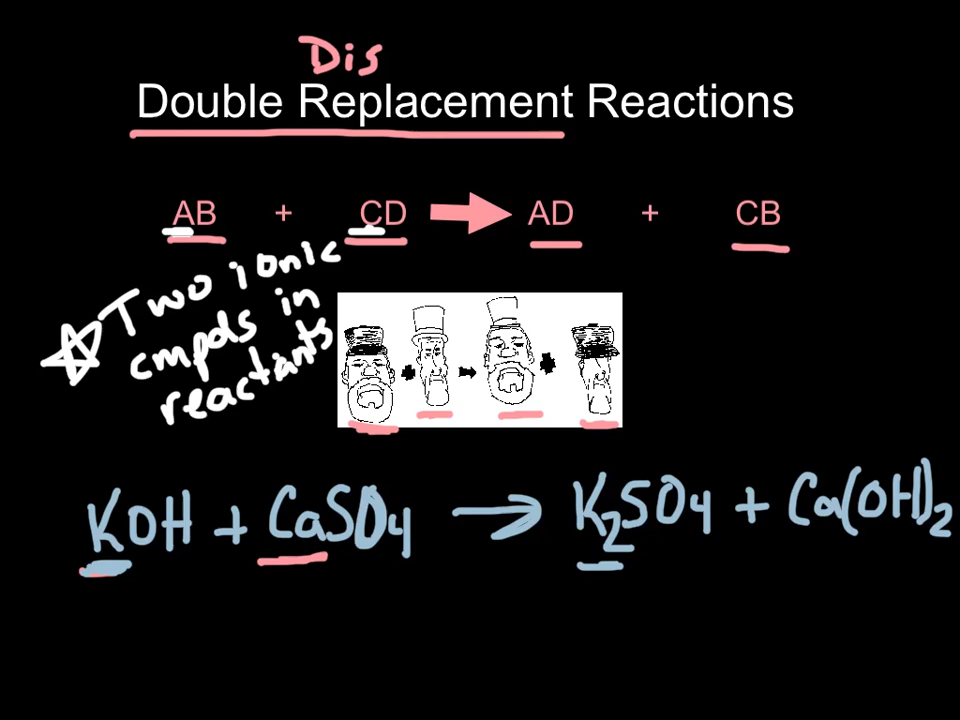 Dis
Double Replacement Reactions
AB + CD AD + CB
Two ionic
cmpds in
reactants
KOH + CaSO4 → K2SO4 + Ca(OH)2